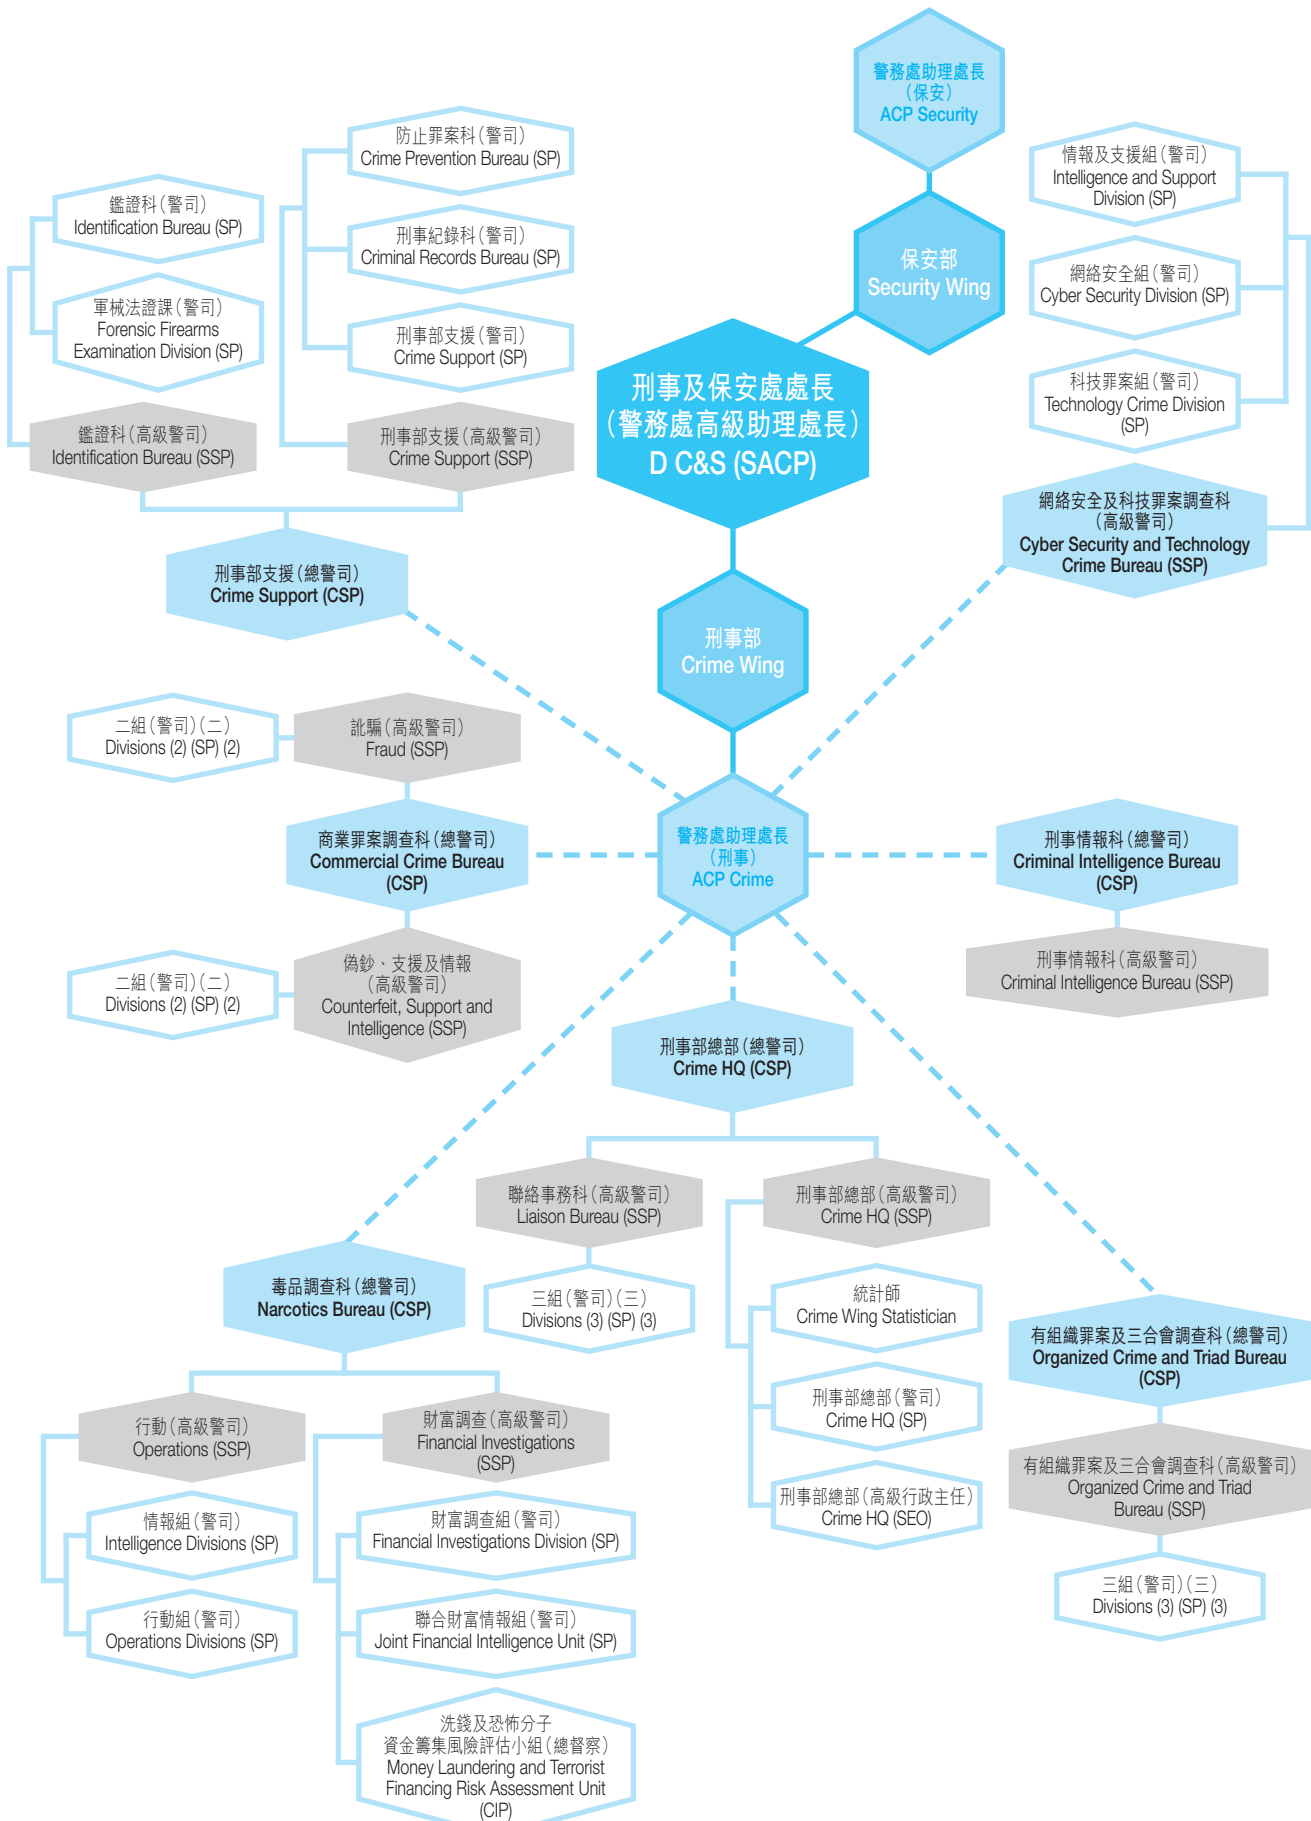 警務處助理處長
(保安)
ACP Security
保安部
Security Wing
刑事及保安處處長
(警務處高級助理處長)
D C&S (SACP)
刑事部
Crime Wing
警務處助理處長
(刑事)
ACP Crime
防止罪案科(警司)
Crime Prevention Bureau (SP)
刑事紀錄科(警司)
Criminal Records Bureau (SP)
刑事部支援(警司)
Crime Support (SP)
刑事部支援(高級警司)
Crime Support (SSP)
鑑證科(警司)
Identification Bureau (SP)
軍械法證課(警司)
Forensic Firearms
Examination Division (SP)
鑑證科(高級警司)
Identification Bureau (SSP)
刑事部支援(總警司)
Crime Support (CSP)
情報及支援組(警司)
Intelligence and Support
Division (SP)
網絡安全組(警司)
Cyber Security Division (SP)
科技罪案組(警司)
Technology Crime Division
(SP)
網絡安全及科技罪案調查科
(高級警司)
Cyber Security and Technology
Crime Bureau (SSP)
二組(警司)(二)
Divisions (2) (SP) (2)
訛騙(高級警司)
Fraud (SSP)
商業罪案調查科(總警司)
Commercial Crime Bureau
(CSP)
二組(警司)(二)
Divisions (2) (SP) (2)
偽鈔、支援及情報
(高級警司)
Counterfeit, Support and
Intelligence (SSP)
刑事情報科(總警司)
Criminal Intelligence Bureau
(CSP)
刑事情報科(高級警司)
Criminal Intelligence Bureau (SSP)
刑事部總部(總警司)
Crime HQ (CSP)
聯絡事務科(高級警司)
Liaison Bureau (SSP)
三組(警司)(三)
Divisions (3) (SP) (3)
刑事部總部(高級警司)
Crime HQ (SSP)
統計師
Crime Wing Statistician
刑事部總部(警司)
Crime HQ (SP)
刑事部總部(高級行政主任)
Crime HQ (SEO)
毒品調查科(總警司)
Narcotics Bureau (CSP)
行動(高級警司)
Operations (SSP)
情報組(警司)
Intelligence Divisions (SP)
行動組(警司)
Operations Divisions (SP)
財富調查(高級警司)
Financial Investigations
(SSP)
財富調查組(警司)
Financial Investigations Division (SP)
聯合財富情報組(警司)
Joint Financial Intelligence Unit (SP)
洗錢及恐怖分子
資金籌集風險評估小組(總督察)
Money Laundering and Terrorist
Financing Risk Assessment Unit
(CIP)
有組織罪案及三合會調查科(總警司)
Organized Crime and Triad Bureau
(CSP)
有組織罪案及三合會調查科(高級警司)
Organized Crime and Triad
Bureau (SSP)
三組(警司)(三)
Divisions (3) (SP) (3)